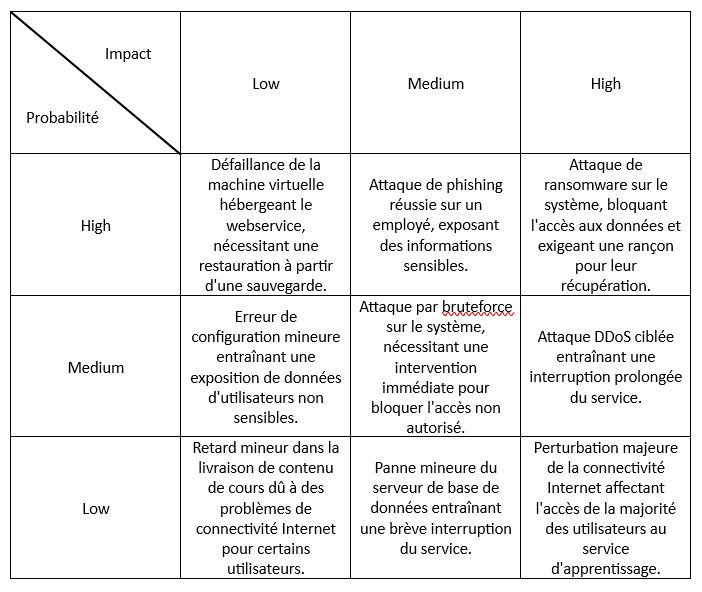 Impact
Probabilité
Low
Medium
High
High
Défaillance de la
machine virtuelle
hébergeant le
webservice,
nécessitant une
restauration à partir
d'une sauvegarde.
Attaque de phishing
réussie sur un
employé, exposant
des informations
sensibles.
Attaque de
ransomware sur le
système, bloquant
l'accès aux données et
exigeant une rançon
pour leur
récupération.
Medium
Erreur de
configuration mineure
entraînant une
exposition de données
d'utilisateurs non
sensibles.
Attaque par bruteforce
sur le système,
nécessitant une
intervention
immédiate pour
bloquer l'accès non
autorisé.
Attaque DDoS ciblée
entraînant une
interruption prolongée
du service.
Low
Retard mineur dans la
livraison de contenu
de cours dû à des
problèmes de
connectivité Internet
pour certains
utilisateurs.
Panne mineure du
serveur de base de
données entraînant
une brève interruption
du service.
Perturbation majeure
de la connectivité
Internet affectant
l'accès de la majorité
des utilisateurs au
service
d'apprentissage.